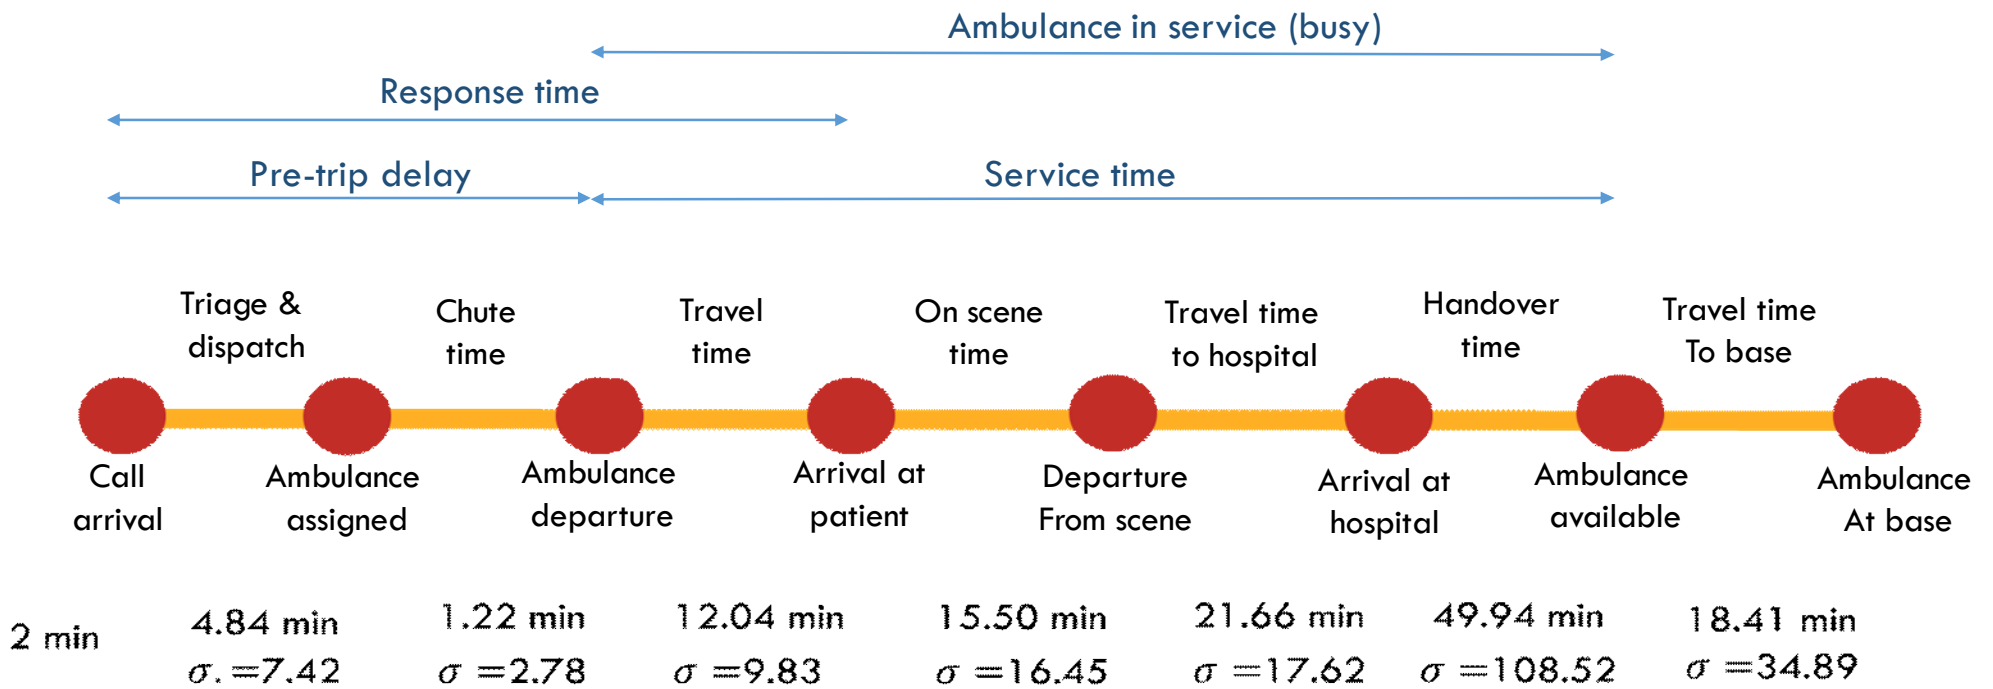 Ambulance in service (busy)
Response time
Pre-trip delay
Service time
Triage &
dispatch
Chute
time
Travel
time
On scene
time
Travel time
to hospital
Handover
time
Travel time
To base
Call
arrival
Ambulance
assigned
Ambulance
departure
Arrival at
patient
Departure
From scene
Arrival at
hospital
Ambulance
available
Ambulance
At base
2 min
4.84 min
σ. =7.42
1.22 min
σ =2.78
12.04 min
σ =9.83
15.50 min
σ =16.45
21.66 min
σ =17.62
49.94 min
σ =108.52
18.41 min
σ =34.89